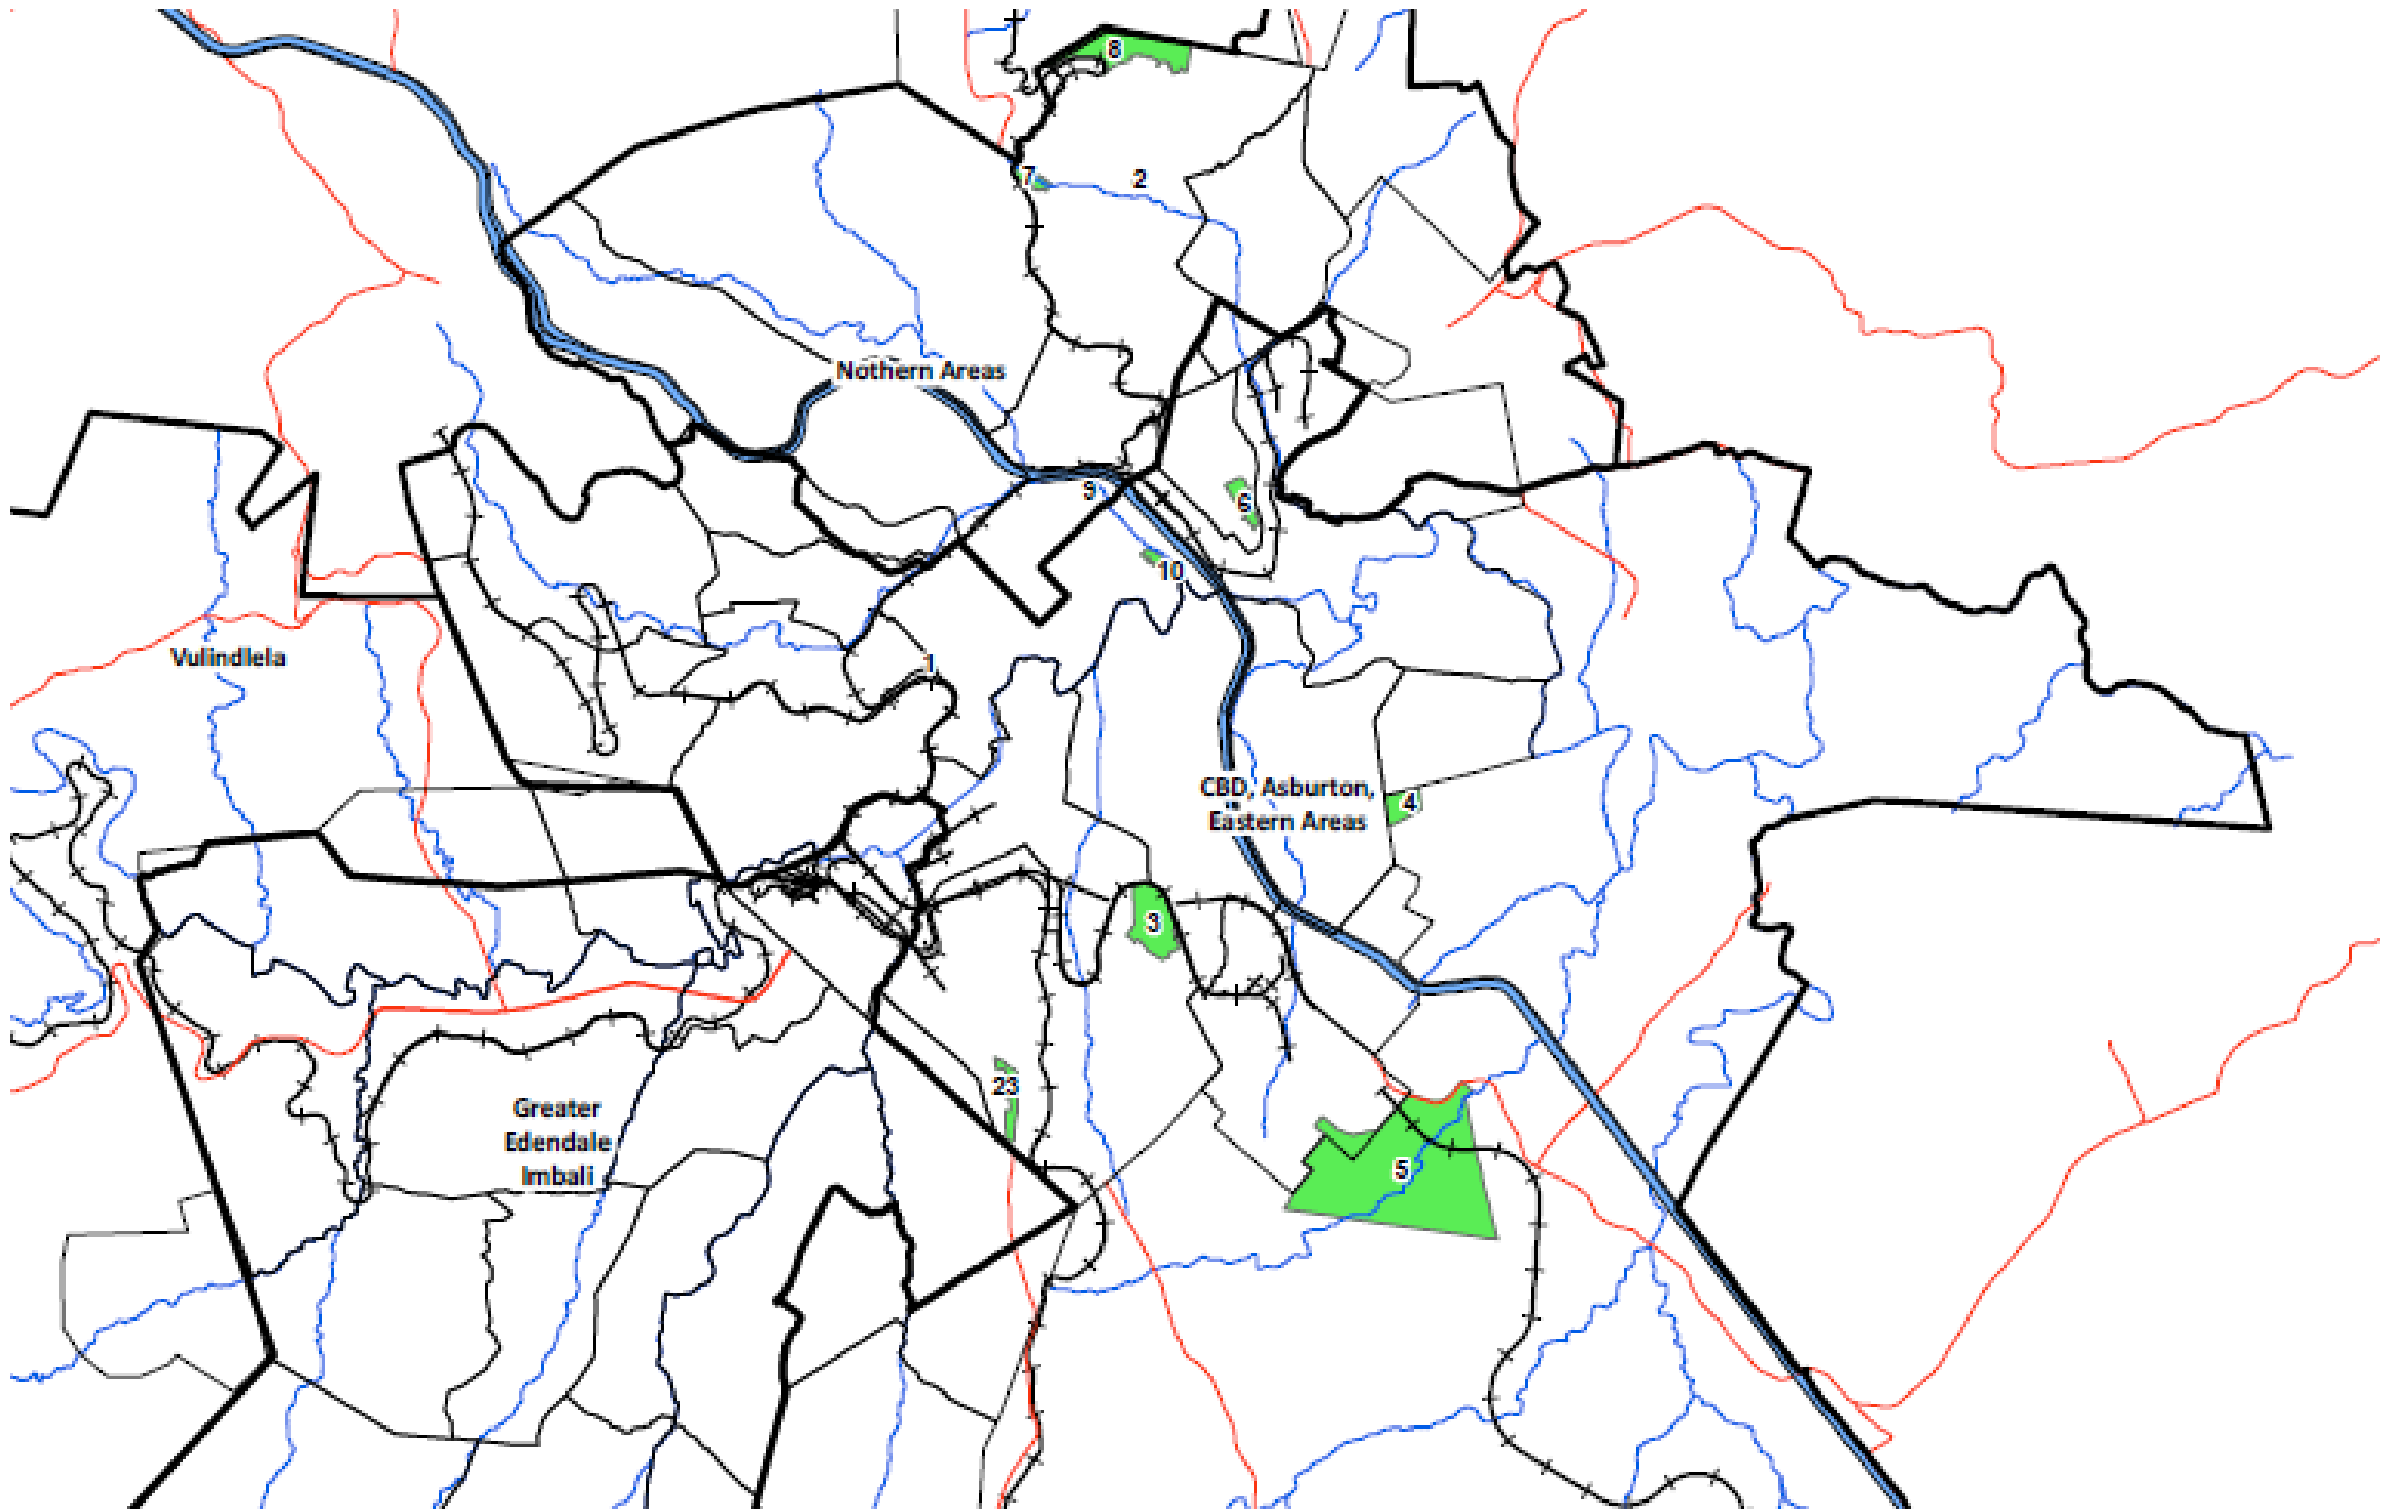 8
7
2
Nothern Areas
9
6
10
Vulindlela
1
CBD, Asburton,
Eastern Areas
4
3
23
Greater
Edendale
Imbali
5